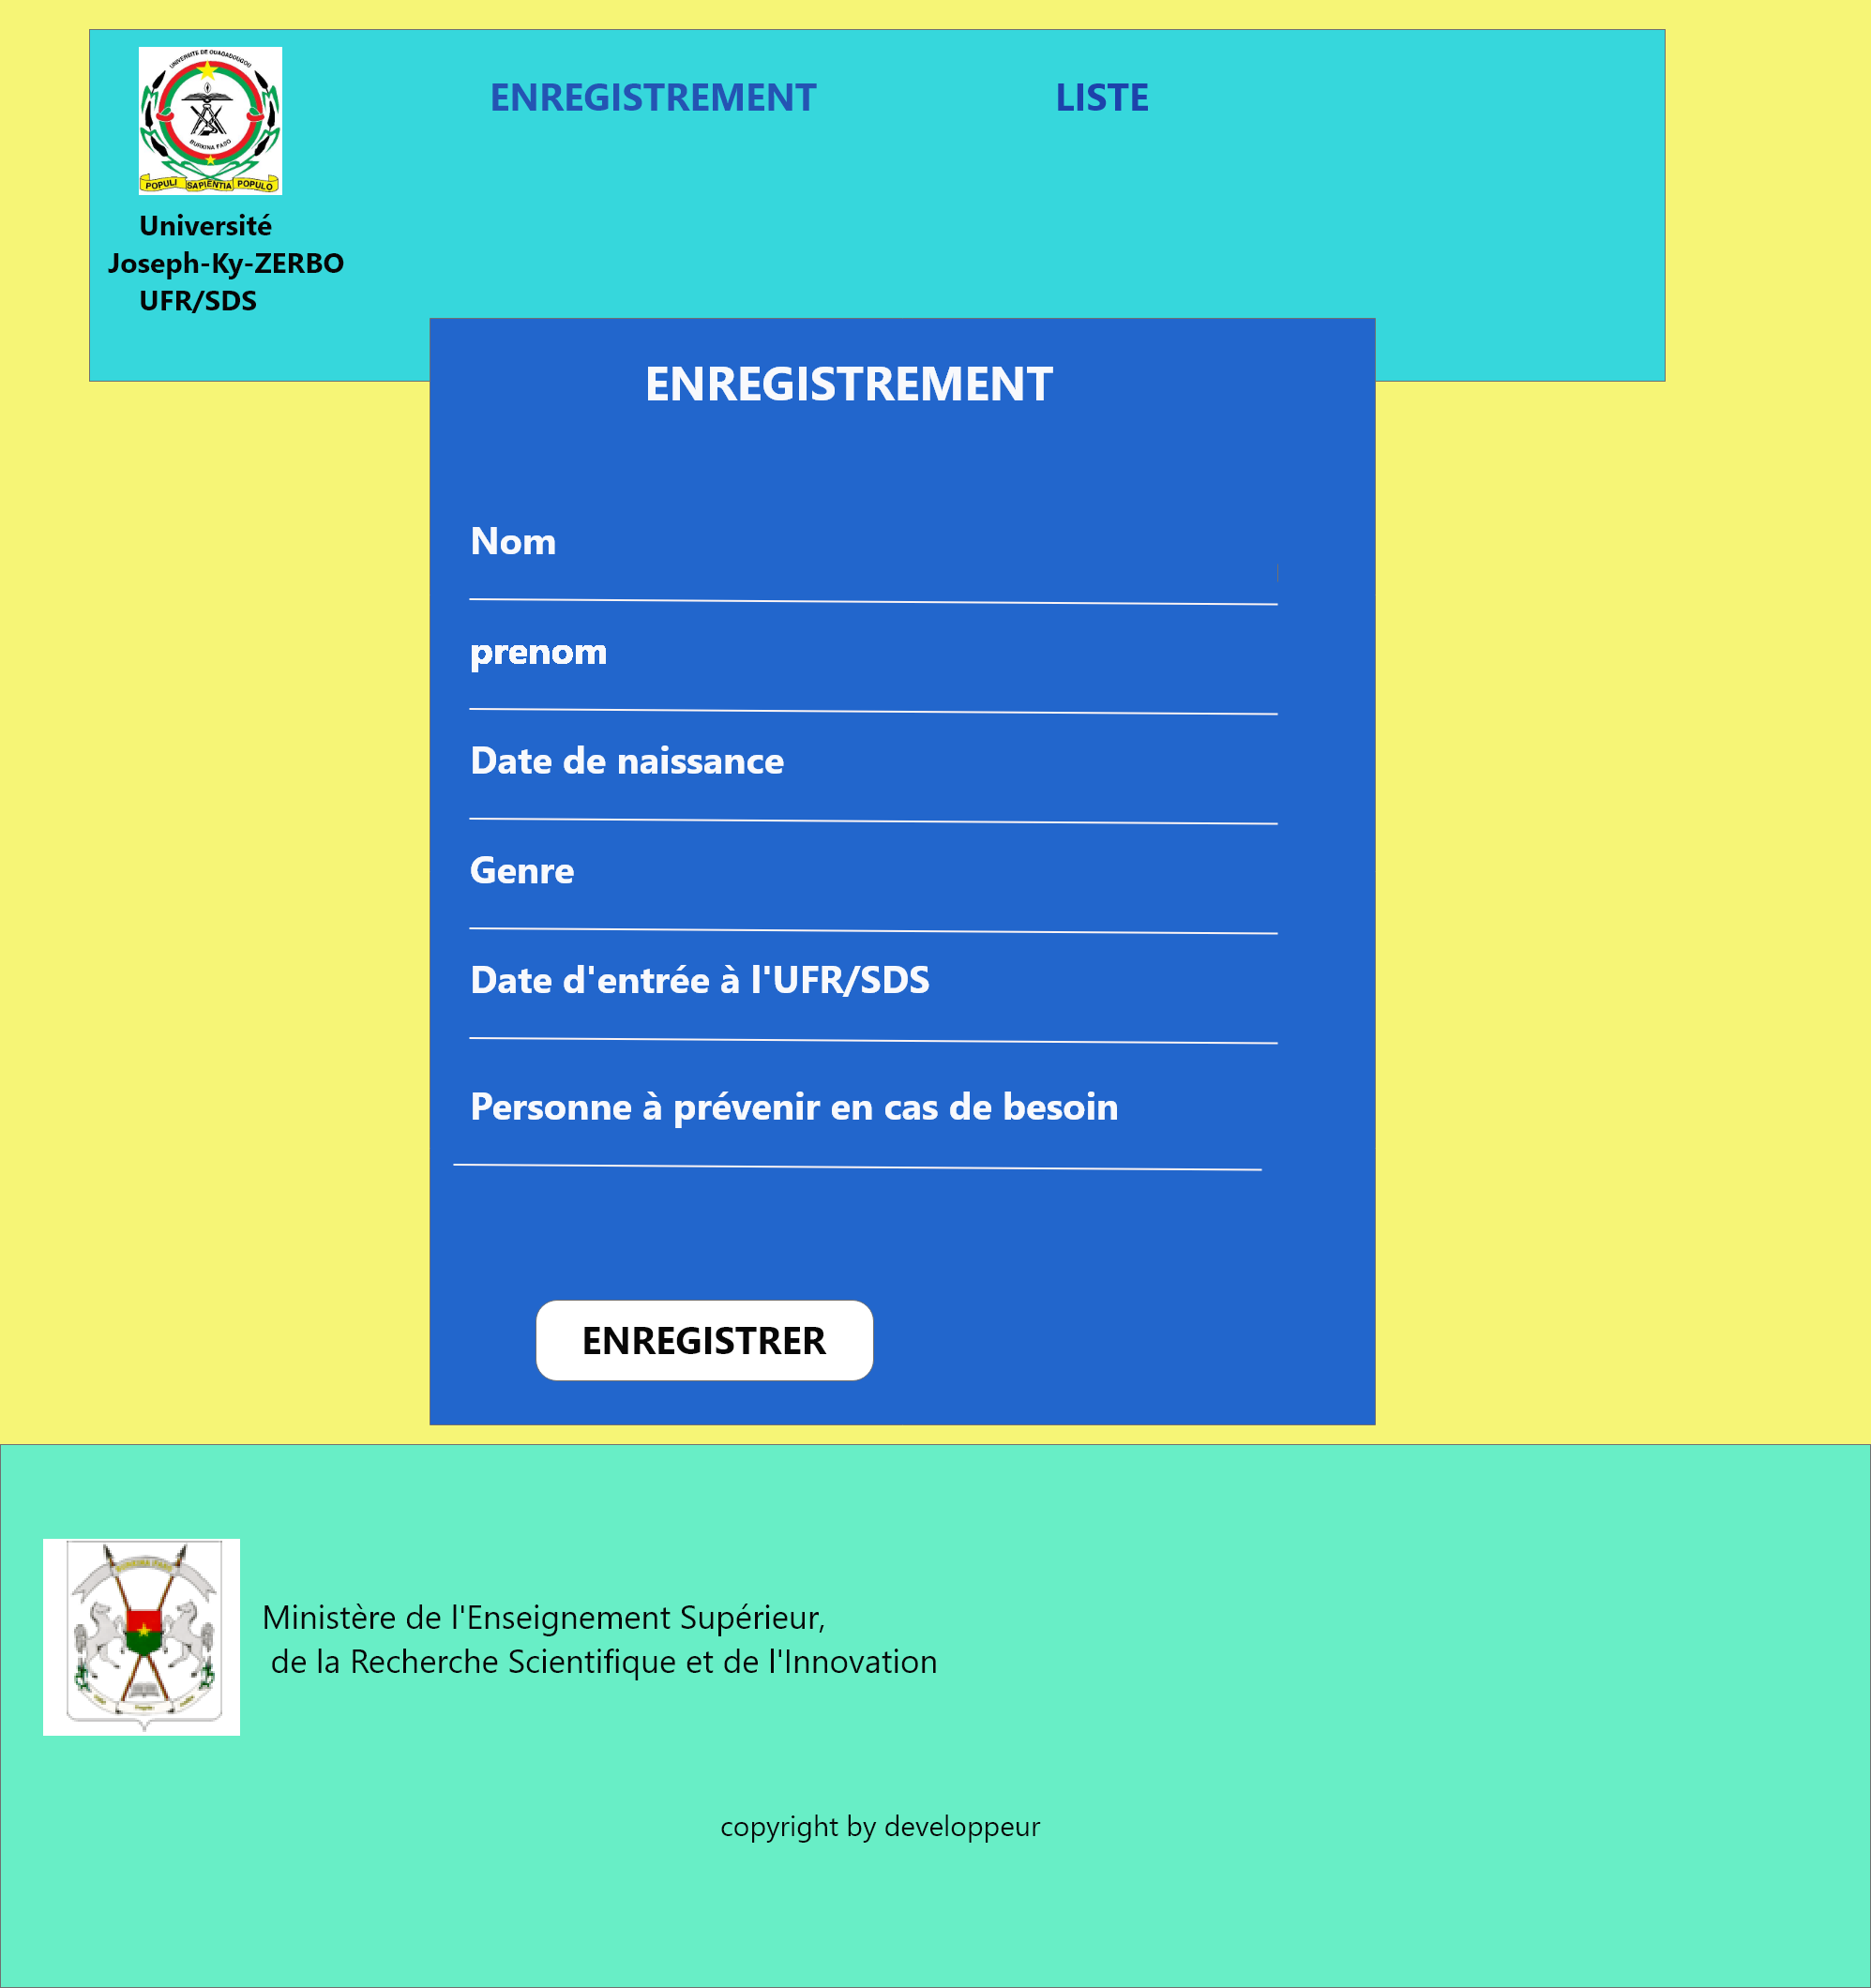 UNIVERSITE DE OUAGADOUGOU
BURKINA FASO
POPULI SAPIENTIA POPULO
ENREGISTREMENT
LISTE
Université
Joseph-Ky-ZERBO
UFR/SDS
ENREGISTREMENT
Nom
prenom
Date de naissance
Genre
Date d'entrée à l'UFR/SDS
Personne à prévenir en cas de besoin
ENREGISTRER
BURKINA FASO
Ministère de l'Enseignement Supérieur,
de la Recherche Scientifique et de l'Innovation
copyright by developpeur